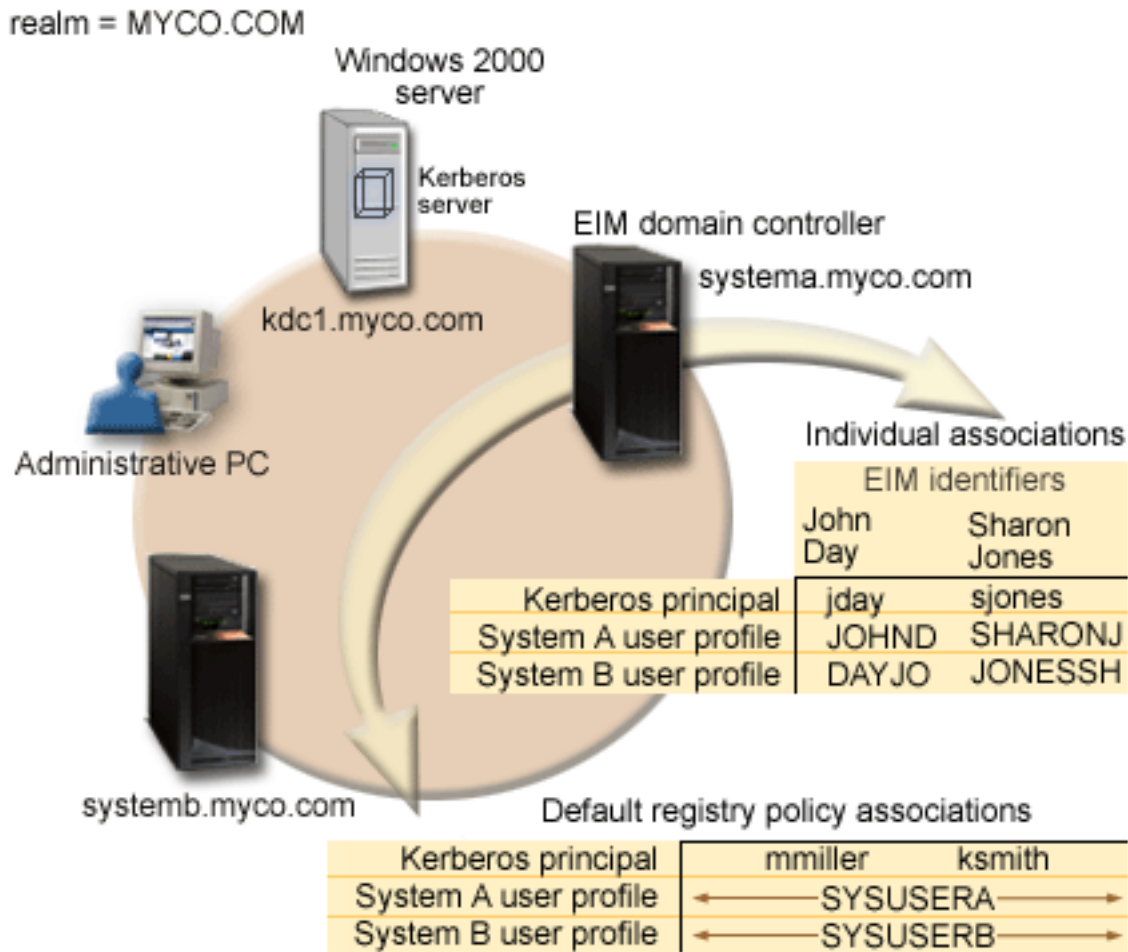 realm = MYCO.COM
Windows 2000
server
Kerberos
server
kdc1.myco.com
EIM domain controller
systema.myco.com
Administrative PC
systemb.myco.com
Individual associations
EIM identifiers
John Sharon
Day Jones
Kerberos principal jday sjones
System A user profile JOHND SHARONJ
System B user profile DAYJO JONESSH
Default registry policy associations
Kerberos principal mmiller ksmith
System A user profile SYSUSERA
System B user profile SYSUSERB